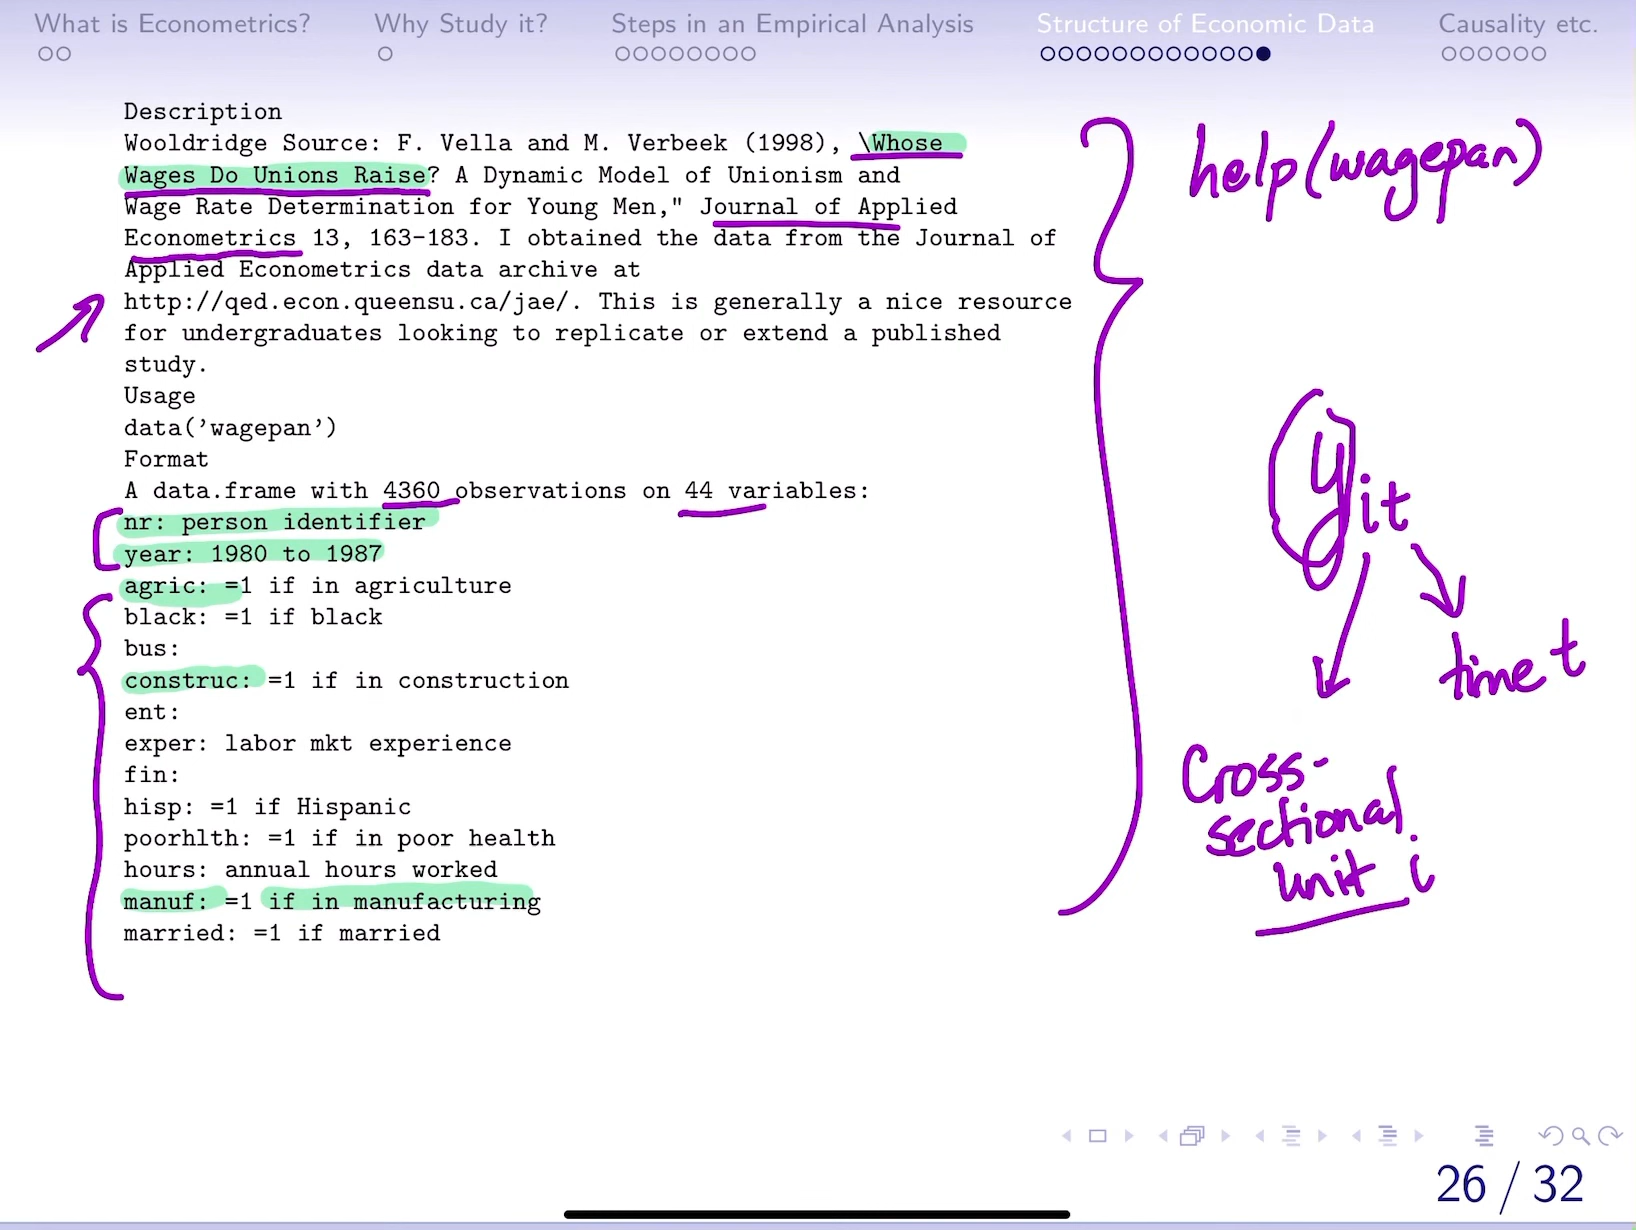 What is Econometrics? Why Study it? Steps in an Empirical Analysis Structure of Economic Data Causality etc.
Description
Wooldridge Source: F. Vella and M. Verbeek (1998), \Whose
Wages Do Unions Raise? A Dynamic Model of Unionism and
Wage Rate Determination for Young Men," Journal of Applied
Econometrics 13, 163-183. I obtained the data from the Journal of
Applied Econometrics data archive at
http://qed.econ.queensu.ca/jae/. This is generally a nice resource
for undergraduates looking to replicate or extend a published
study.
Usage
data(’wagepan’)
Format
A data.frame with 4360 observations on 44 variables:
nr: person identifier
year: 1980 to 1987
agric: =1 if in agriculture
black: =1 if black
bus:
construc: =1 if in construction
ent:
exper: labor mkt experience
fin:
hisp: =1 if Hispanic
poorhlth: =1 if in poor health
hours: annual hours worked
manuf: =1 if in manufacturing
married: =1 if married
help(wagepan)
yit
time t
Cross-
sectional
unit i
26 / 32